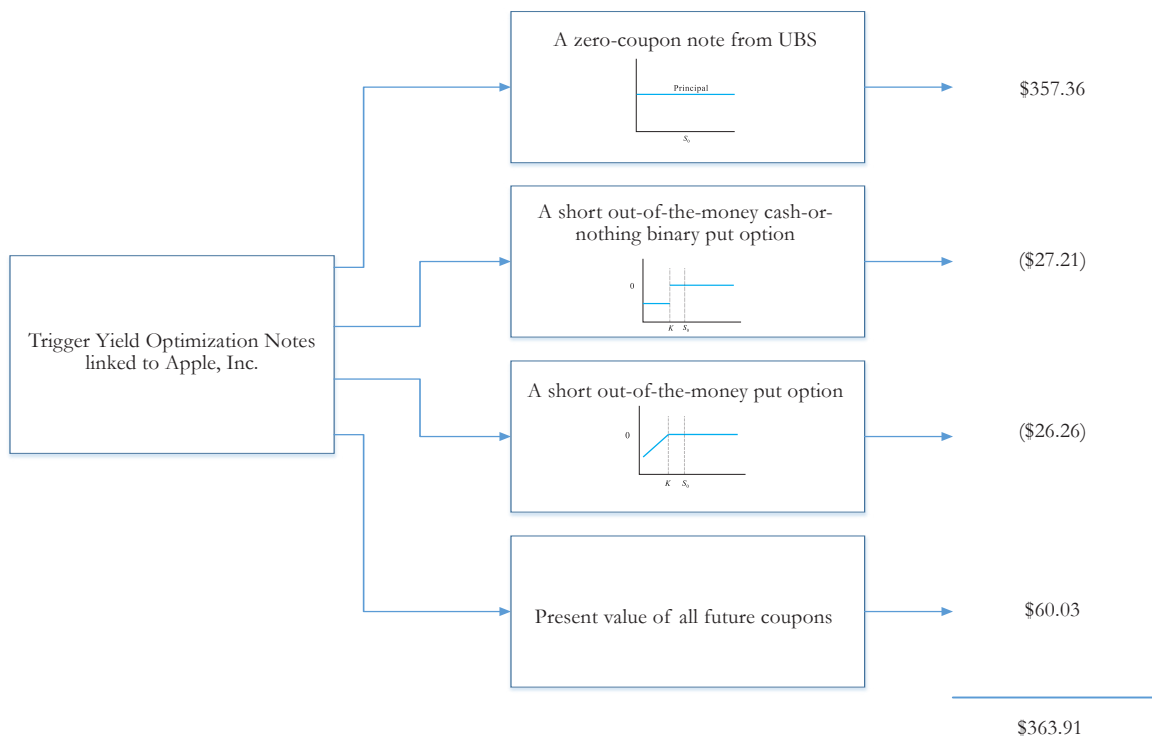 A zero-coupon note from UBS
Principal
S₀
$357.36
A short out-of-the-money cash-or-
nothing binary put option
0
K S₀
($27.21)
Trigger Yield Optimization Notes
linked to Apple, Inc.
A short out-of-the-money put option
0
K S₀
($26.26)
Present value of all future coupons
$60.03
$363.91